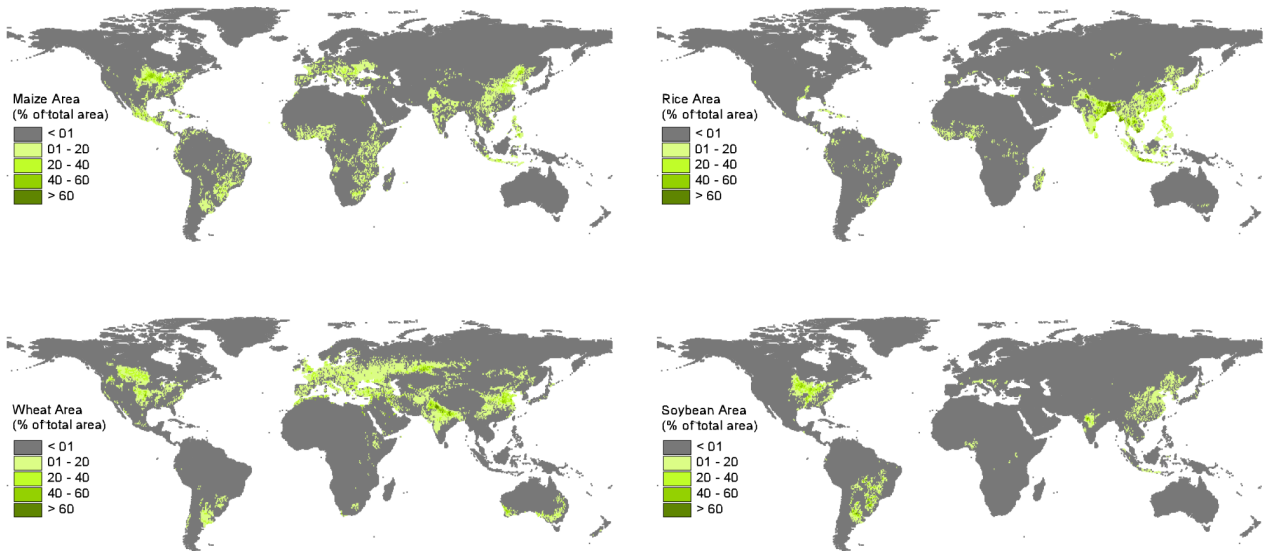 Maize Area
(% of total area)
< 01
01 - 20
20 - 40
40 - 60
> 60
Rice Area
(% of total area)
< 01
01 - 20
20 - 40
40 - 60
> 60
Wheat Area
(% of total area)
< 01
01 - 20
20 - 40
40 - 60
> 60
Soybean Area
(% of total area)
< 01
01 - 20
20 - 40
40 - 60
> 60